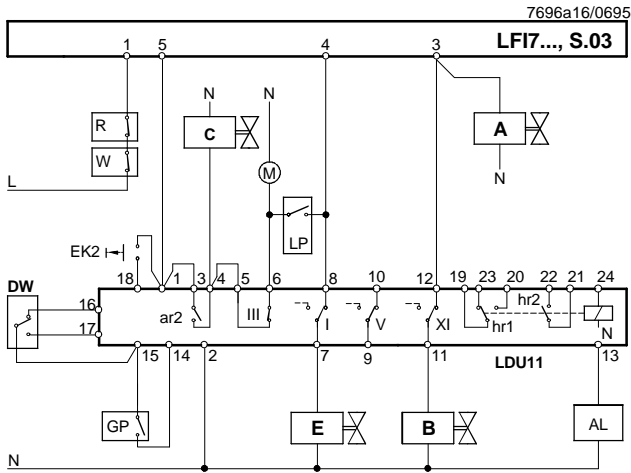 7696a16/0695
LFI7..., S.03
1 5 4 3
N N
R C A
W M N
L LP
EK2
18 1 3 4 5 6 8 10 12 19 23 20 22 21 24
DW
16 hr2
ar2 III I V XI hr1 N
17
LDU11
15 14 2 7 9 11 13
GP E B AL
N